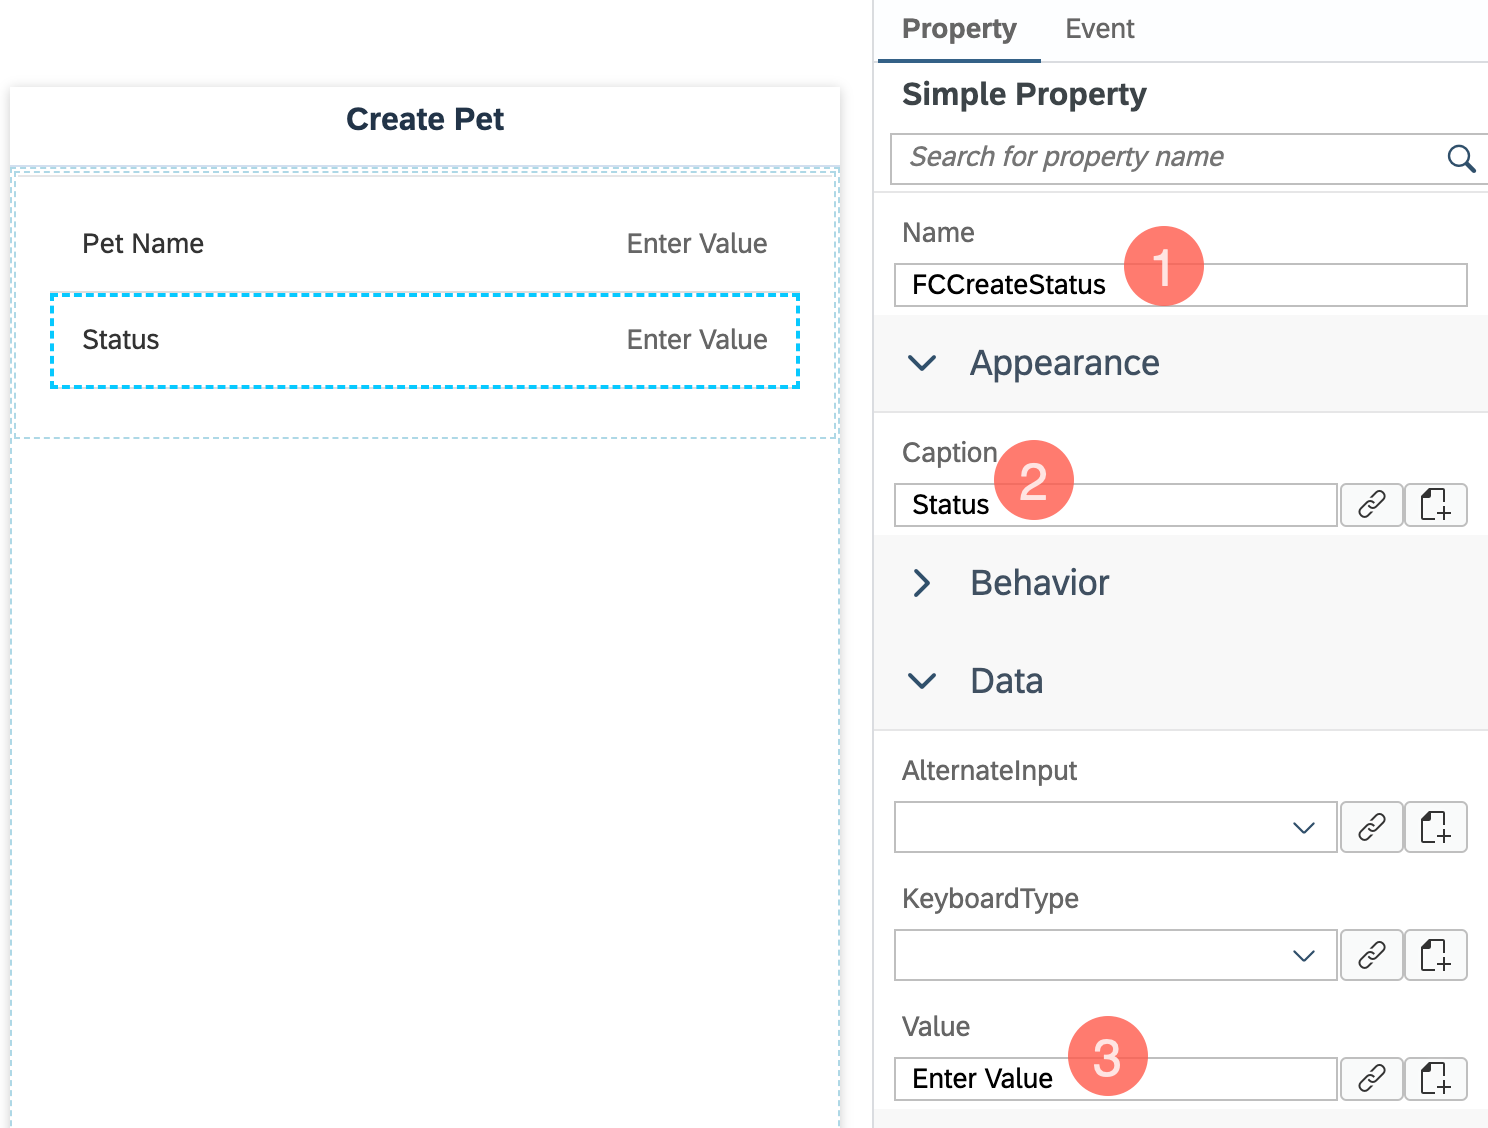 Create Pet
Pet Name Enter Value
Status Enter Value
Property Event
Simple Property
Search for property name
Name
1
FCCreateStatus
Appearance
Caption
2
Status
Behavior
Data
AlternateInput
KeyboardType
Value
3
Enter Value